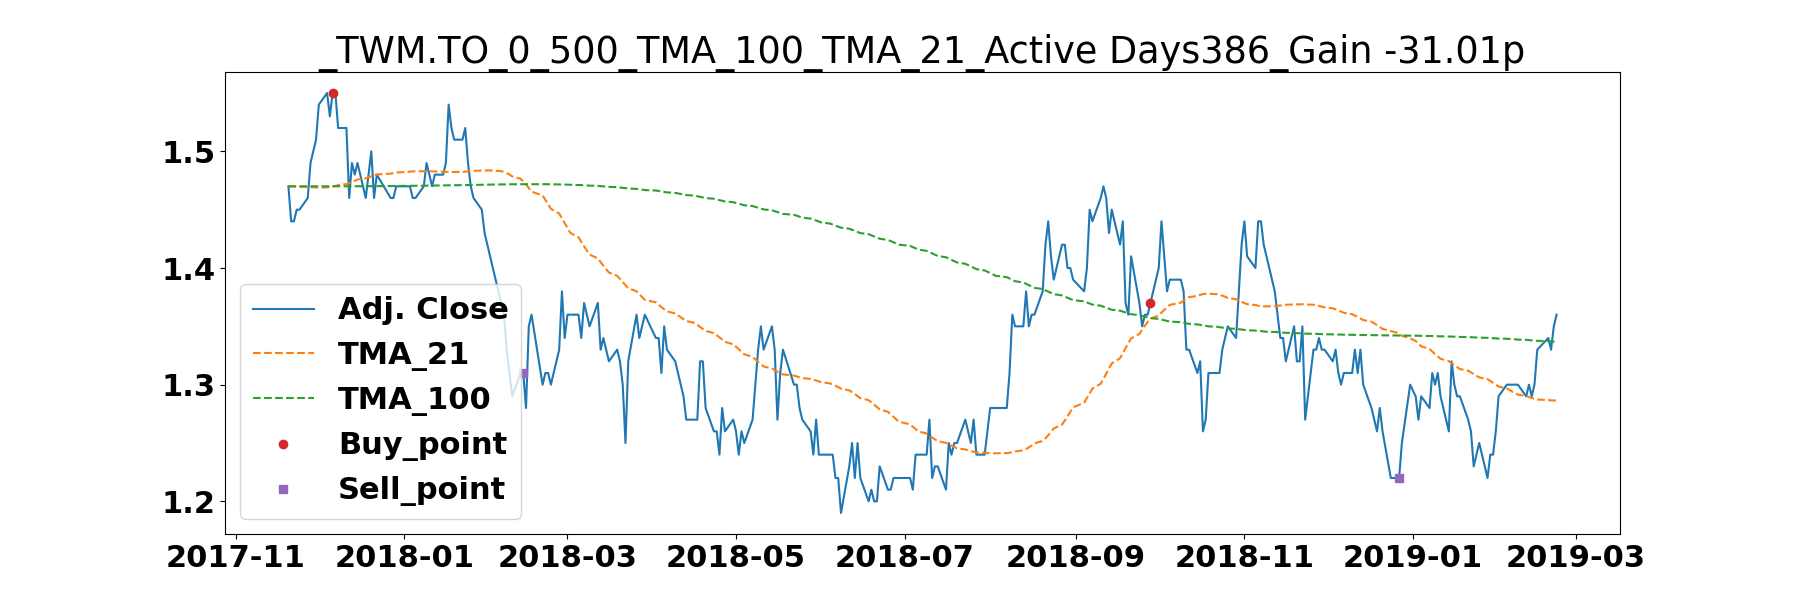 _TWM.TO_0_500_TMA_100_TMA_21_Active Days386_Gain -31.01p
1.5
1.4
1.3
1.2
Adj. Close
TMA_21
TMA_100
Buy_point
Sell_point
2017-11 2018-01 2018-03 2018-05 2018-07 2018-09 2018-11 2019-01 2019-03